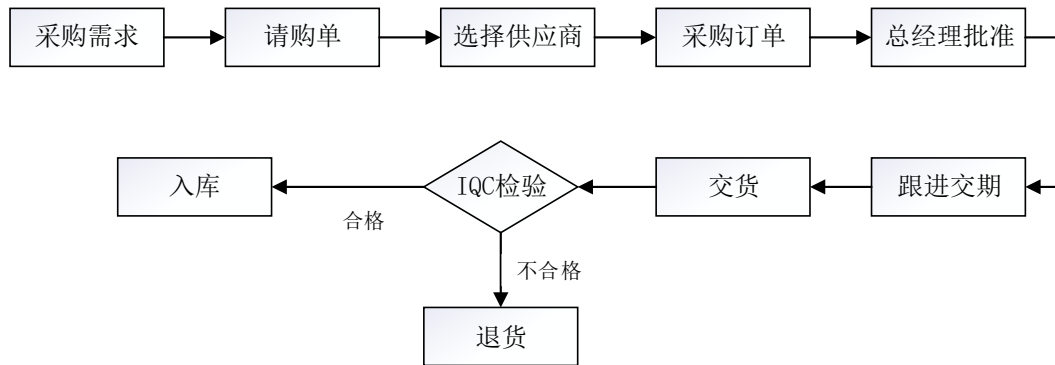 采购需求
请购单
选择供应商
采购订单
总经理批准
跟进交期
交货
IQC检验
合格
入库
不合格
退货